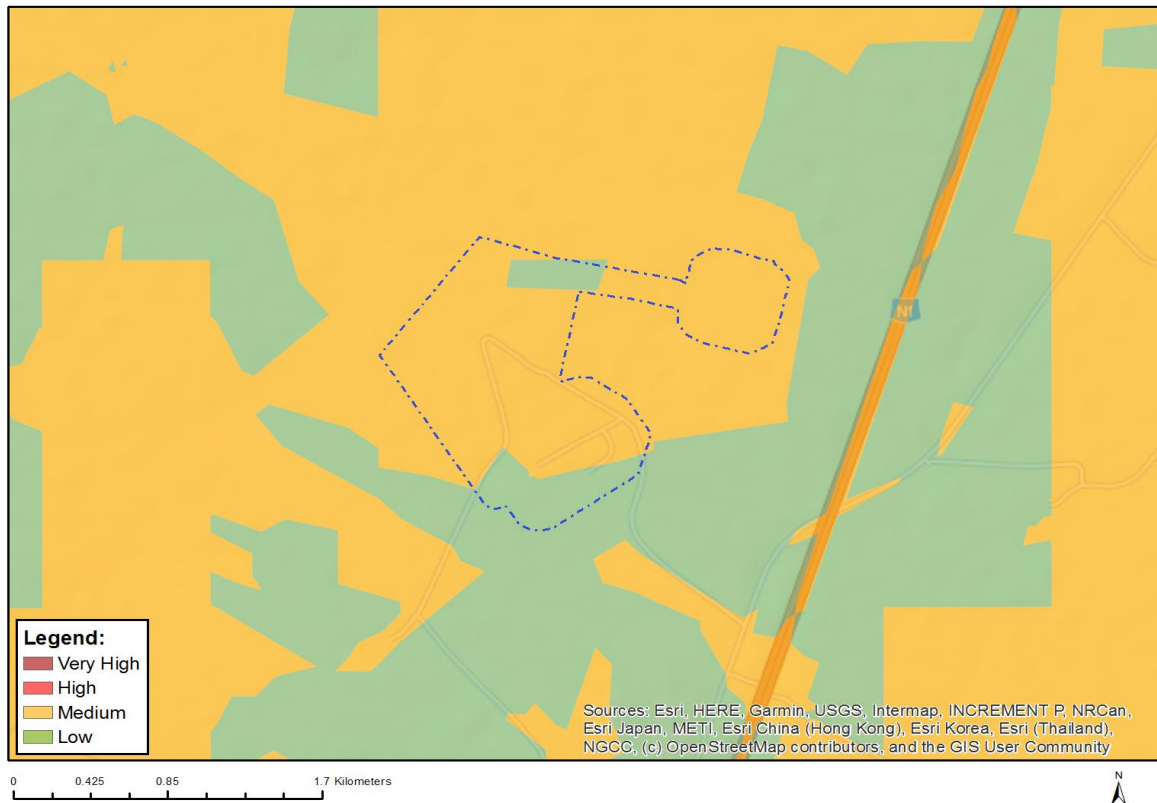 N1
Legend:
Very High
High
Medium
Low
Sources: Esri, HERE, Garmin, USGS, Intermap, INCREMENT P, NRCan,
Esri Japan, METI, Esri China (Hong Kong), Esri Korea, Esri (Thailand),
NGCC, (c) OpenStreetMap contributors, and the GIS User Community
0 0.425 0.85 1.7 Kilometers
N